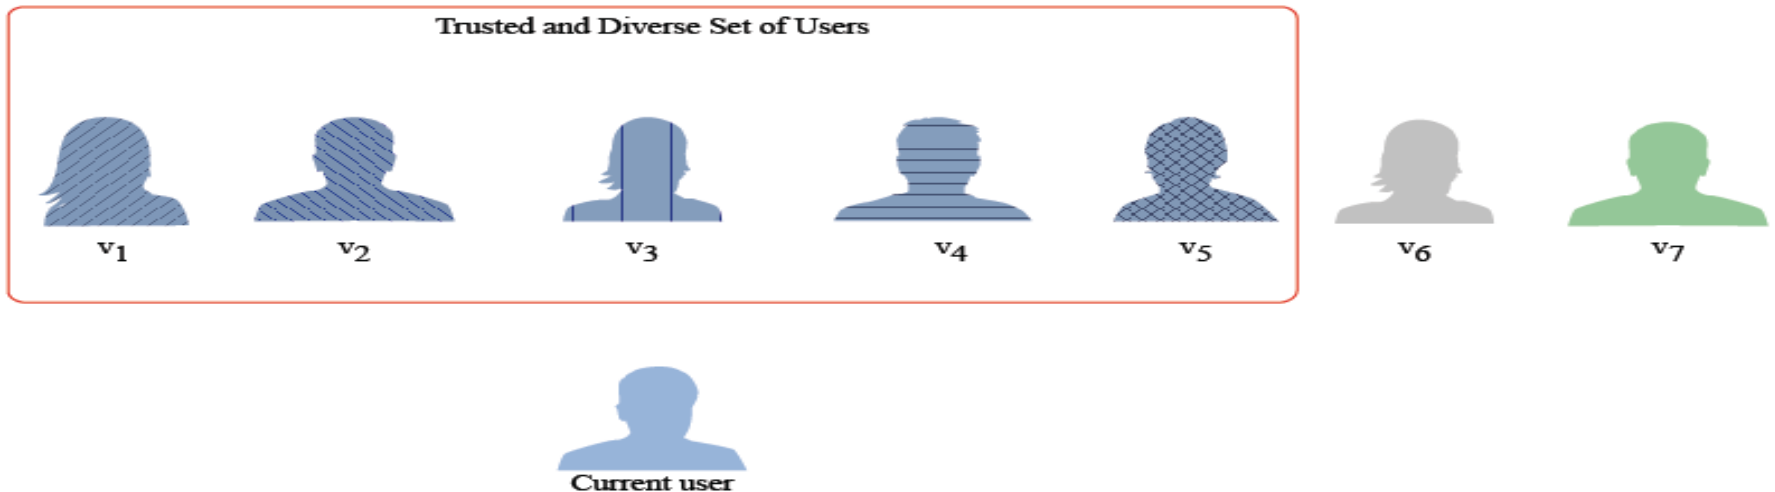 Trusted and Diverse Set of Users
v1 v2 v3 v4 v5 v6 v7
Current user